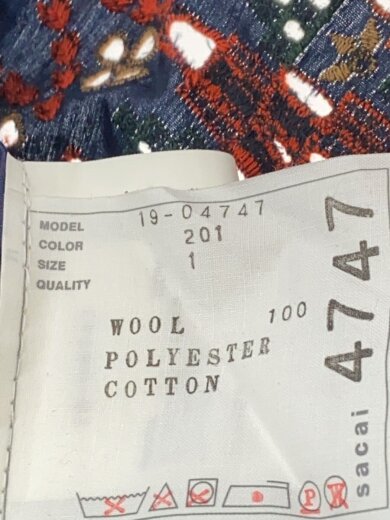 MODEL 19-04747
COLOR 201
SIZE 1
QUALITY
WOOL 100
POLYESTER
COTTON
sacai 4747
P
W